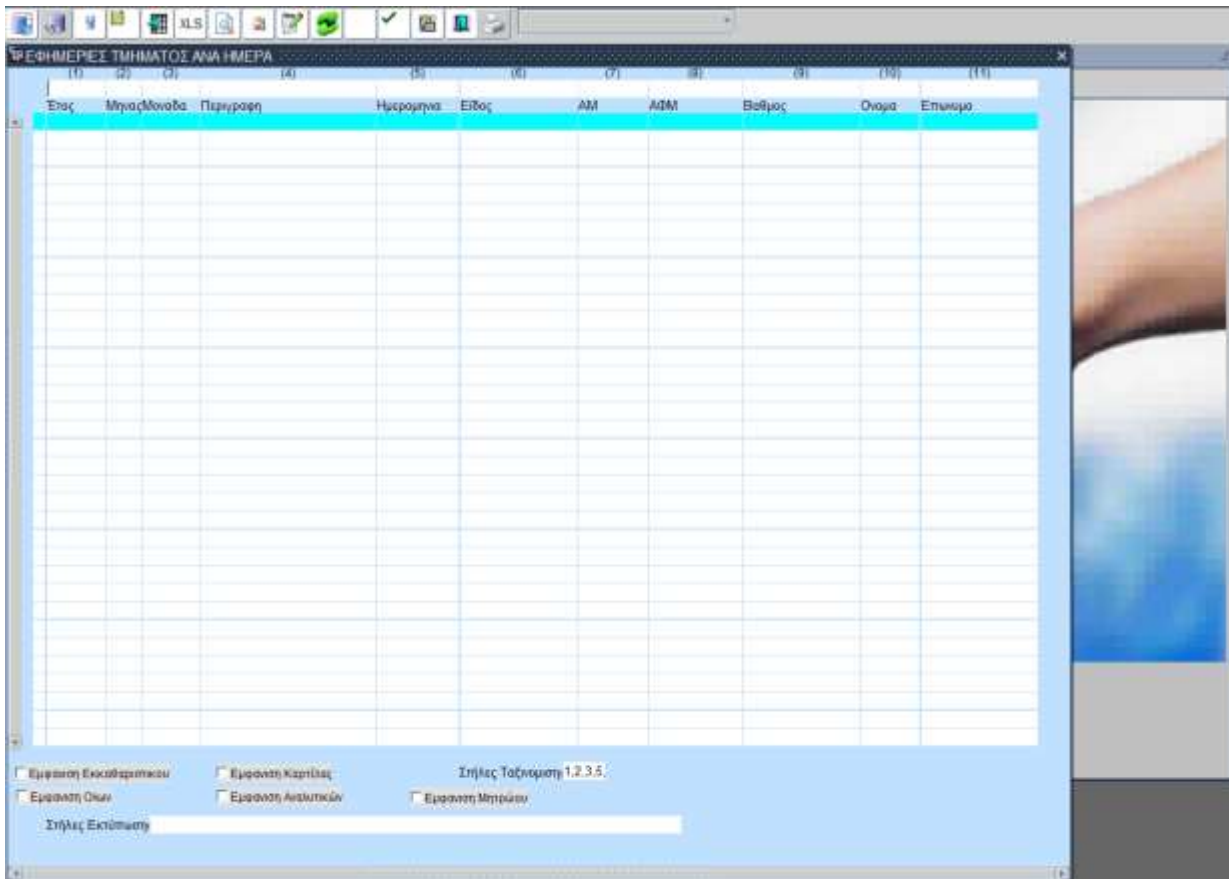 XLS
ΕΦΗΜΕΡΙΕΣ ΤΜΗΜΑΤΟΣ ΑΝΑ ΗΜΕΡΑ
(1) (2) (3) (4) (5) (6) (7) (8) (9) (10) (11)
Έτος Μηνας Μοναδα Περιγραφη Ημερομηνια Είδος ΑΜ ΑΦΜ Βαθμος Ονομα Επωνυμο
Εμφανιση Εκκαθαριστικου Εμφανιση Καρτέλας Στήλες Ταξινομιση 1,2,3,5,
Εμφανιση Ολων Εμφανιση Αναλυτικών Εμφανιση Μητρώου
Στήλες Εκτύπωση